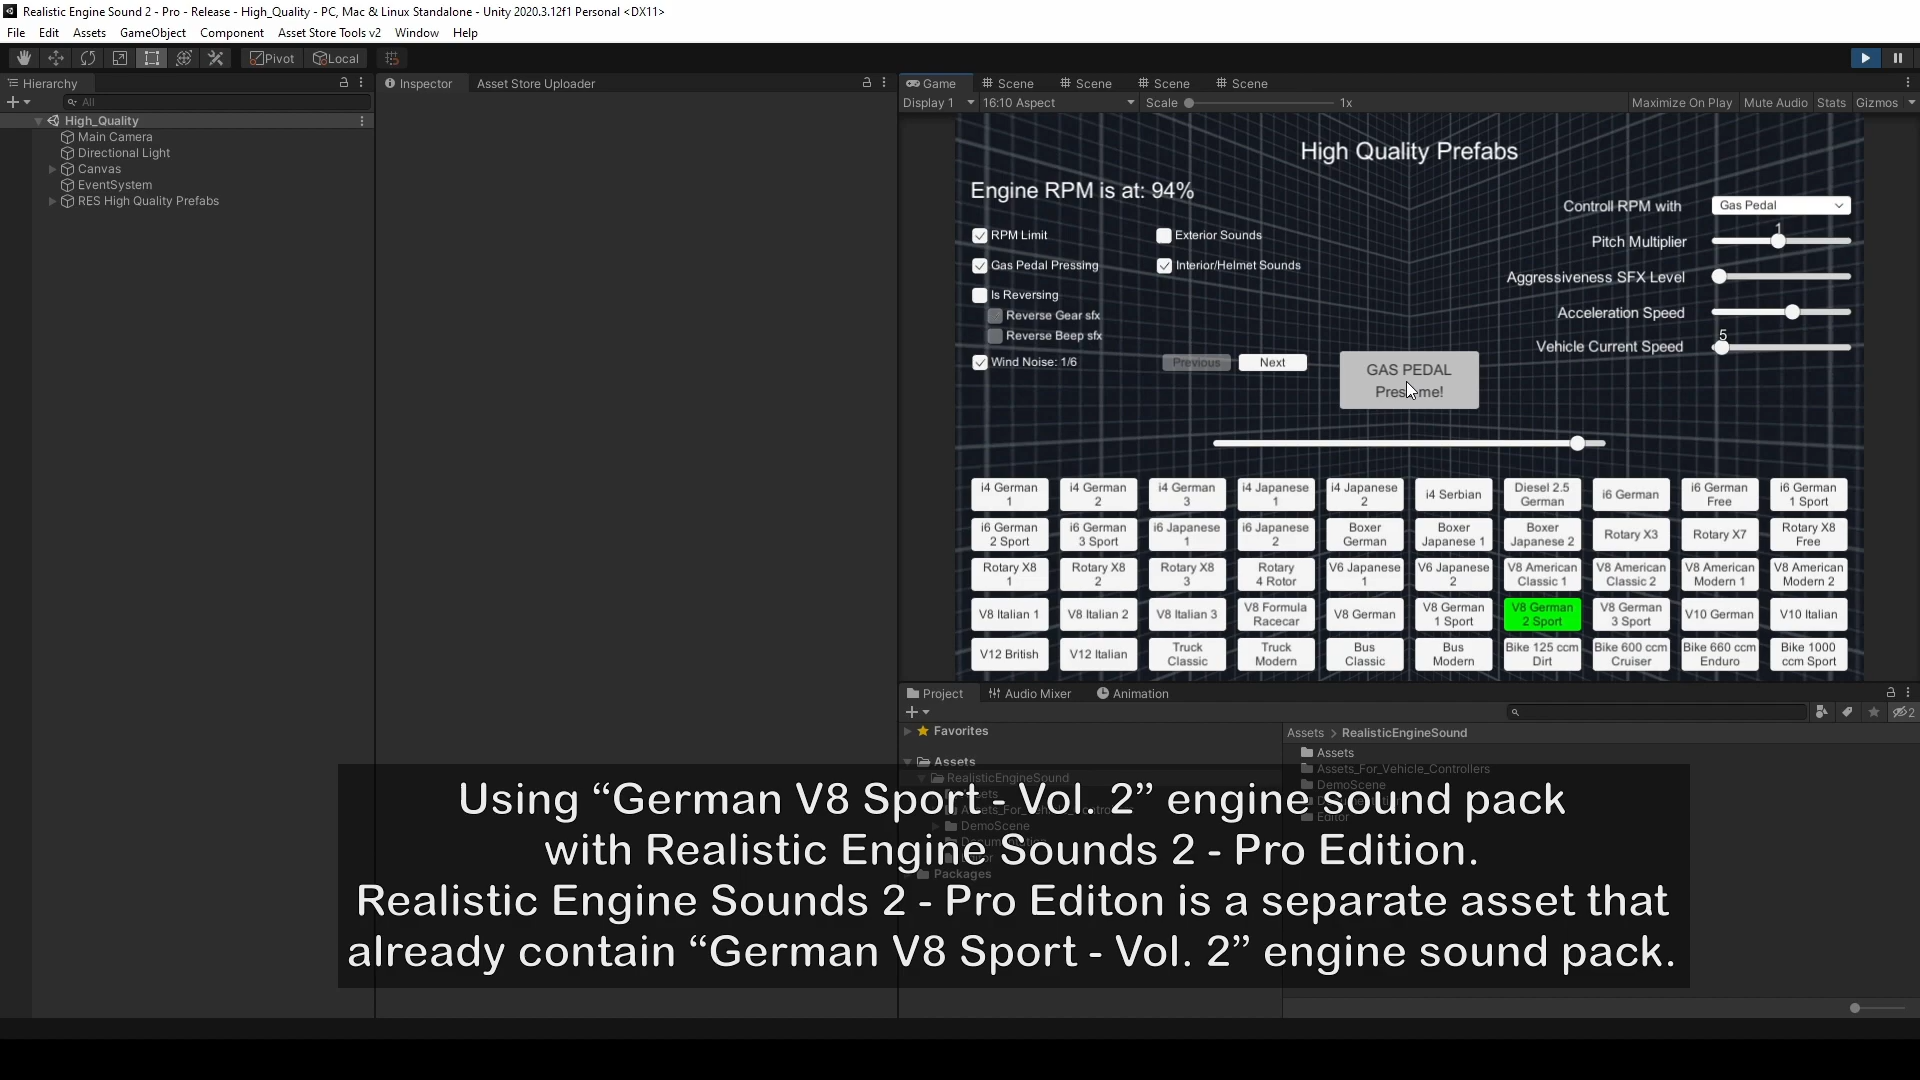 Realistic Engine Sound 2 - Pro - Release - High_Quality - PC, Mac & Linux Standalone - Unity 2020.3.12f1 Personal <DX11>
File Edit Assets GameObject Component Asset Store Tools v2 Window Help
Pivot Local
Hierarchy
All
High_Quality
Main Camera
Directional Light
Canvas
EventSystem
RES High Quality Prefabs
Inspector Asset Store Uploader
Game Scene Scene Scene Scene
Display 1 16:10 Aspect Scale 1x Maximize On Play Mute Audio Stats Gizmos
High Quality Prefabs
Engine RPM is at: 94%
RPM Limit
Gas Pedal Pressing
Is Reversing
Reverse Gear sfx
Reverse Beep sfx
Wind Noise: 1/6
Exterior Sounds
Interior/Helmet Sounds
Previous Next
GAS PEDAL
Controll RPM with Gas Pedal
Pitch Multiplier 1
Aggressiveness SFX Level
Acceleration Speed
Vehicle Current Speed 5
i4 German 1
i4 German 2
i4 German 3
i4 Japanese 1
i4 Japanese 2
i4 Serbian
Diesel 2.5 German
i6 German
i6 German Free
i6 German 1 Sport
i6 German 2 Sport
i6 German 3 Sport
i6 Japanese 1
i6 Japanese 2
Boxer German
Boxer Japanese 1
Boxer Japanese 2
Rotary X3
Rotary X7
Rotary X8 Free
Rotary X8 1
Rotary X8 2
Rotary X8 3
Rotary 4 Rotor
V6 Japanese 1
V6 Japanese 2
V8 American Classic 1
V8 American Classic 2
V8 American Modern 1
V8 American Modern 2
V8 Italian 1
V8 Italian 2
V8 Italian 3
V8 Formula Racecar
V8 German
V8 German 1 Sport
V8 German 2 Sport
V8 German 3 Sport
V10 German
V10 Italian
V12 British
V12 Italian
Truck Classic
Truck Modern
Bus Classic
Bus Modern
Bike 125 ccm Dirt
Bike 600 ccm Cruiser
Bike 660 ccm Enduro
Bike 1000 ccm Sport
Project Audio Mixer Animation
2
Favorites
Assets
RealisticEngineSound
DemoScene
Packages
Assets > RealisticEngineSound
Assets
Assets_For_Vehicle_Controllers
DemoScene
Editor
Using “German V8 Sport - Vol. 2” engine sound pack
with Realistic Engine Sounds 2 - Pro Edition.
Realistic Engine Sounds 2 - Pro Editon is a separate asset that
already contain “German V8 Sport - Vol. 2” engine sound pack.